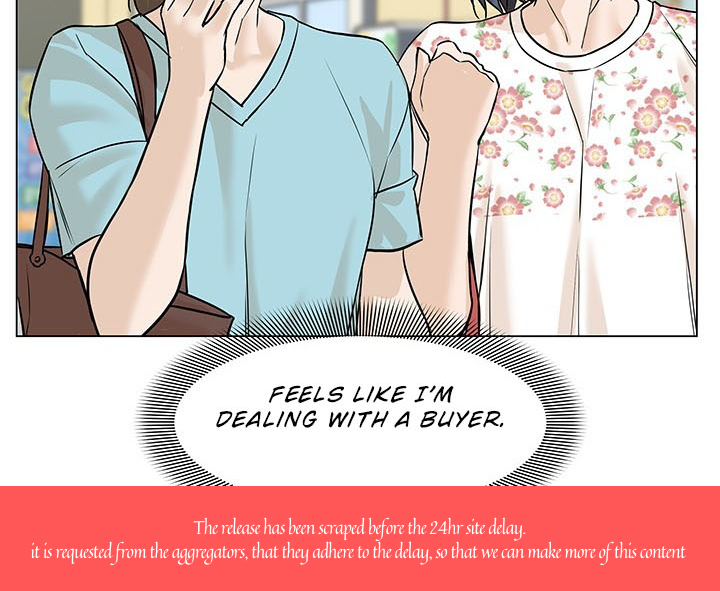 FEELS LIKE I'M
DEALING WITH A BUYER.
The release has been scraped before the 24hr site delay.
it is requested from the aggregators, that they adhere to the delay, so that we can make more of this content